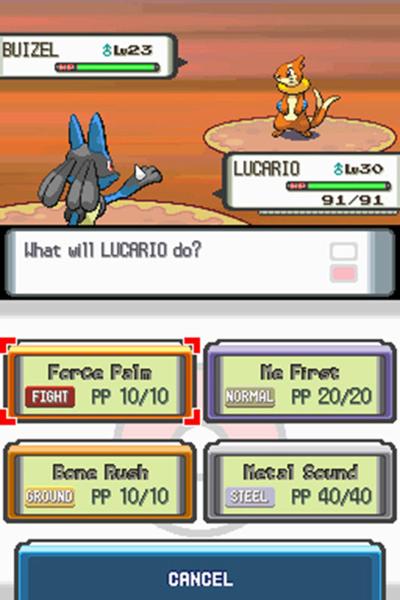 BUIZEL ♂Lv23
HP
LUCARIO ♂Lv30
HP
91/91
What will LUCARIO do?
Force Palm
FIGHT PP 10/10
Me First
NORMAL PP 20/20
Bone Rush
GROUND PP 10/10
Metal Sound
STEEL PP 40/40
CANCEL